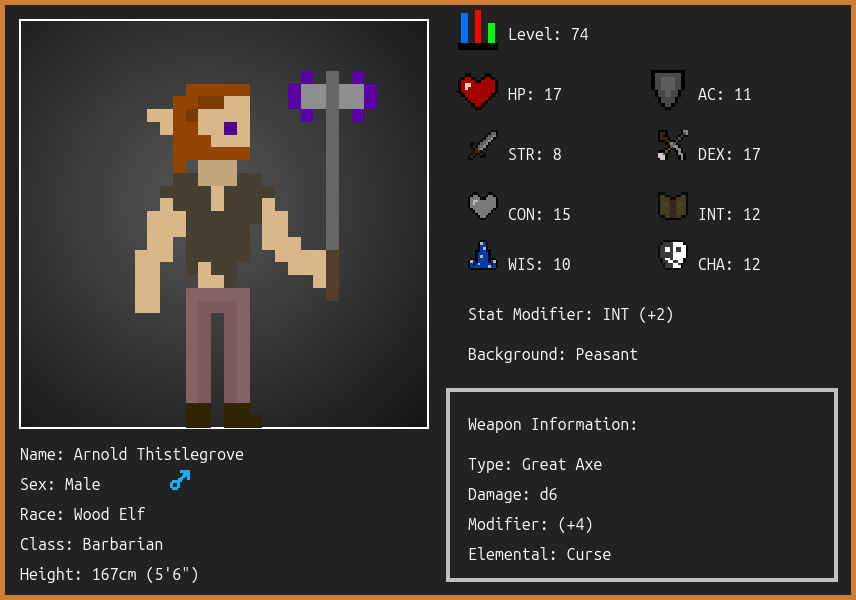 Level: 74
HP: 17
AC: 11
STR: 8
DEX: 17
CON: 15
INT: 12
WIS: 10
CHA: 12
Stat Modifier: INT (+2)
Background: Peasant
Weapon Information:
Type: Great Axe
Damage: d6
Modifier: (+4)
Elemental: Curse
Name: Arnold Thistlegrove
Sex: Male
Race: Wood Elf
Class: Barbarian
Height: 167cm (5'6")